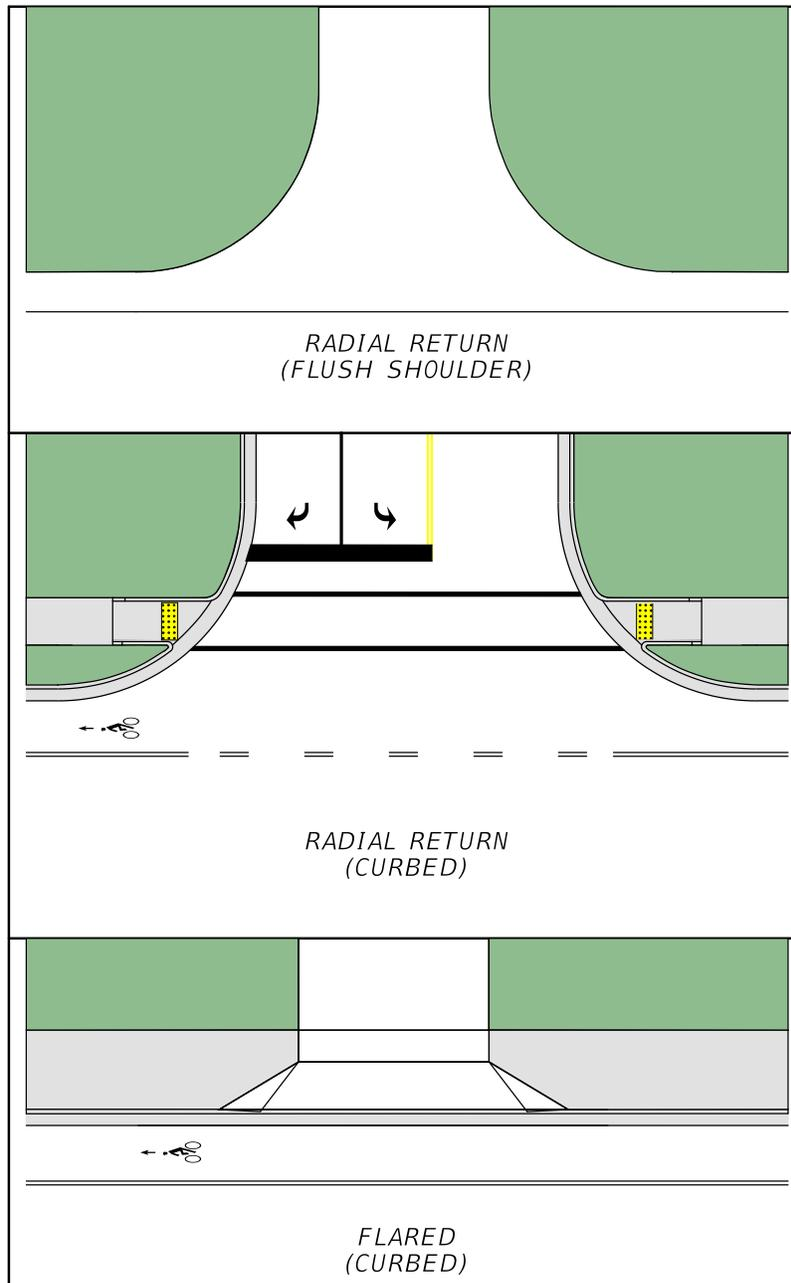 RADIAL RETURN
(FLUSH SHOULDER)
RADIAL RETURN
(CURBED)
FLARED
(CURBED)